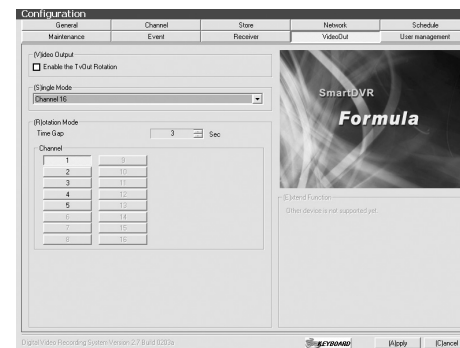 Configuration
General Channel Store Network Schedule
Maintenance Event Receiver VideoOut User management
(V)ideo Output
Enable the TvOut Rotation
(S)ingle Mode
Channel 16
(R)otation Mode
Time Gap 3 Sec
Channel
1 9
2 10
3 11
4 12
5 13
6 14
7 15
8 16
SmartDVR
Formula
(E)xtend Function
Other device is not supported yet.
Digital Video Recording System Version 2.7 Build 0283a
KEYBOARD (A)pply (C)ancel